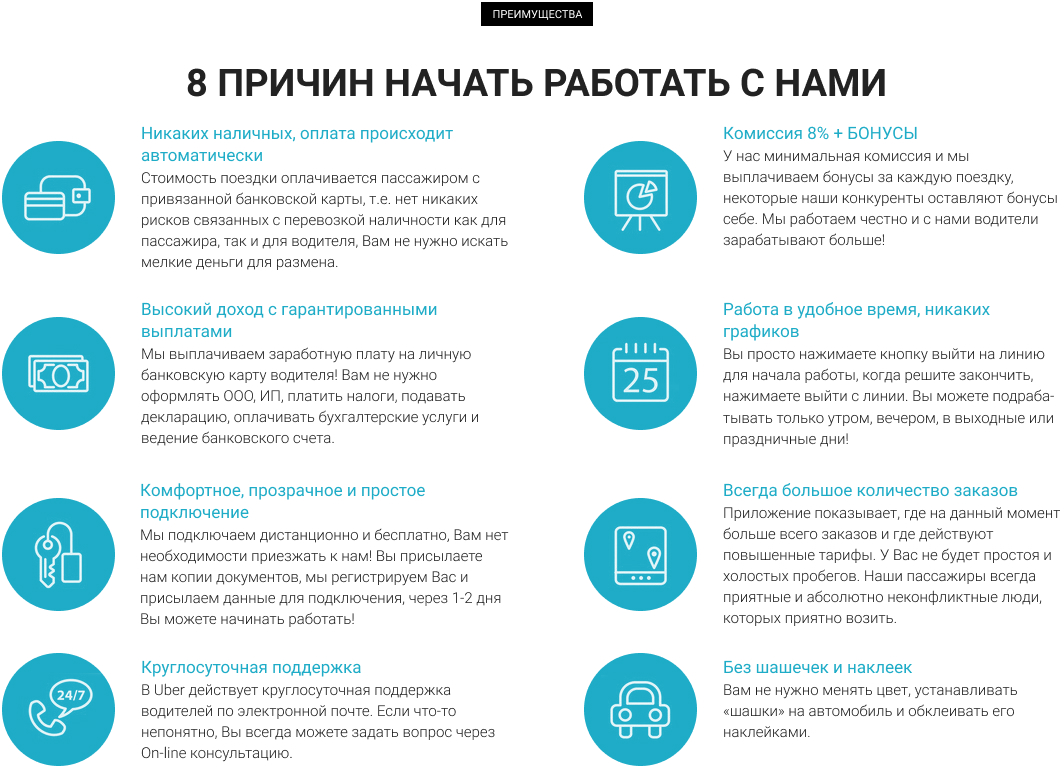 ПРЕИМУЩЕСТВА
8 ПРИЧИН НАЧАТЬ РАБОТАТЬ С НАМИ
Никаких наличных, оплата происходит
автоматически
Стоимость поездки оплачивается пассажиром с
привязанной банковской карты, т.е. нет никаких
рисков связанных с перевозкой наличности как для
пассажира, так и для водителя, Вам не нужно искать
мелкие деньги для размена.
Комиссия 8% + БОНУСЫ
У нас минимальная комиссия и мы
выплачиваем бонусы за каждую поездку,
некоторые наши конкуренты оставляют бонусы
себе. Мы работаем честно и с нами водители
зарабатывают больше!
Высокий доход с гарантированными
выплатами
Мы выплачиваем заработную плату на личную
банковскую карту водителя! Вам не нужно
оформлять ООО, ИП, платить налоги, подавать
декларацию, оплачивать бухгалтерские услуги и
ведение банковского счета.
25
Работа в удобное время, никаких
графиков
Вы просто нажимаете кнопку выйти на линию
для начала работы, когда решите закончить,
нажимаете выйти с линии. Вы можете подраба-
тывать только утром, вечером, в выходные или
праздничные дни!
Комфортное, прозрачное и простое
подключение
Мы подключаем дистанционно и бесплатно, Вам нет
необходимости приезжать к нам! Вы присылаете
нам копии документов, мы регистрируем Вас и
присылаем данные для подключения, через 1-2 дня
Вы можете начинать работать!
Всегда большое количество заказов
Приложение показывает, где на данный момент
больше всего заказов и где действуют
повышенные тарифы. У Вас не будет простоя и
холостых пробегов. Наши пассажиры всегда
приятные и абсолютно неконфликтные люди,
которых приятно возить.
24/7
Круглосуточная поддержка
В Uber действует круглосуточная поддержка
водителей по электронной почте. Если что-то
непонятно, Вы всегда можете задать вопрос через
On-line консультацию.
Без шашечек и наклеек
Вам не нужно менять цвет, устанавливать
«шашки» на автомобиль и обклеивать его
наклейками.